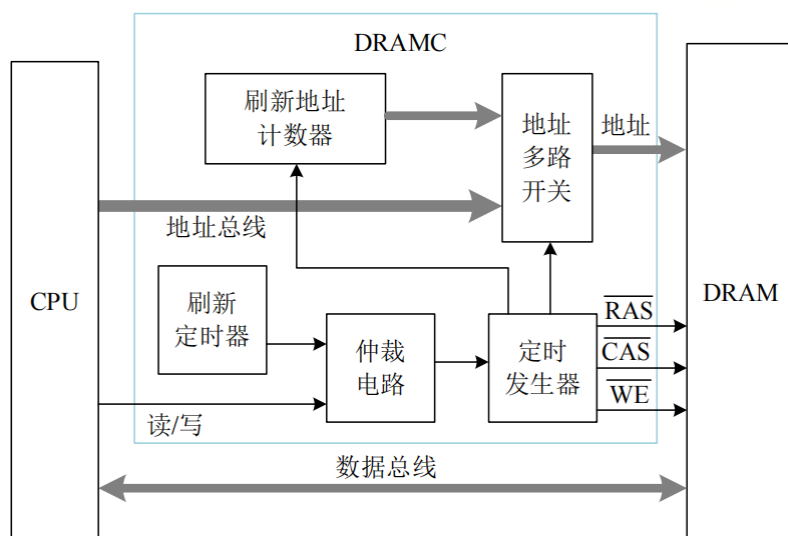 DRAMC
刷新地址
计数器
地址
多路
开关
地址
地址总线
CPU
刷新
定时器
仲裁
电路
定时
发生器
RAS
CAS
WE
DRAM
读/写
数据总线